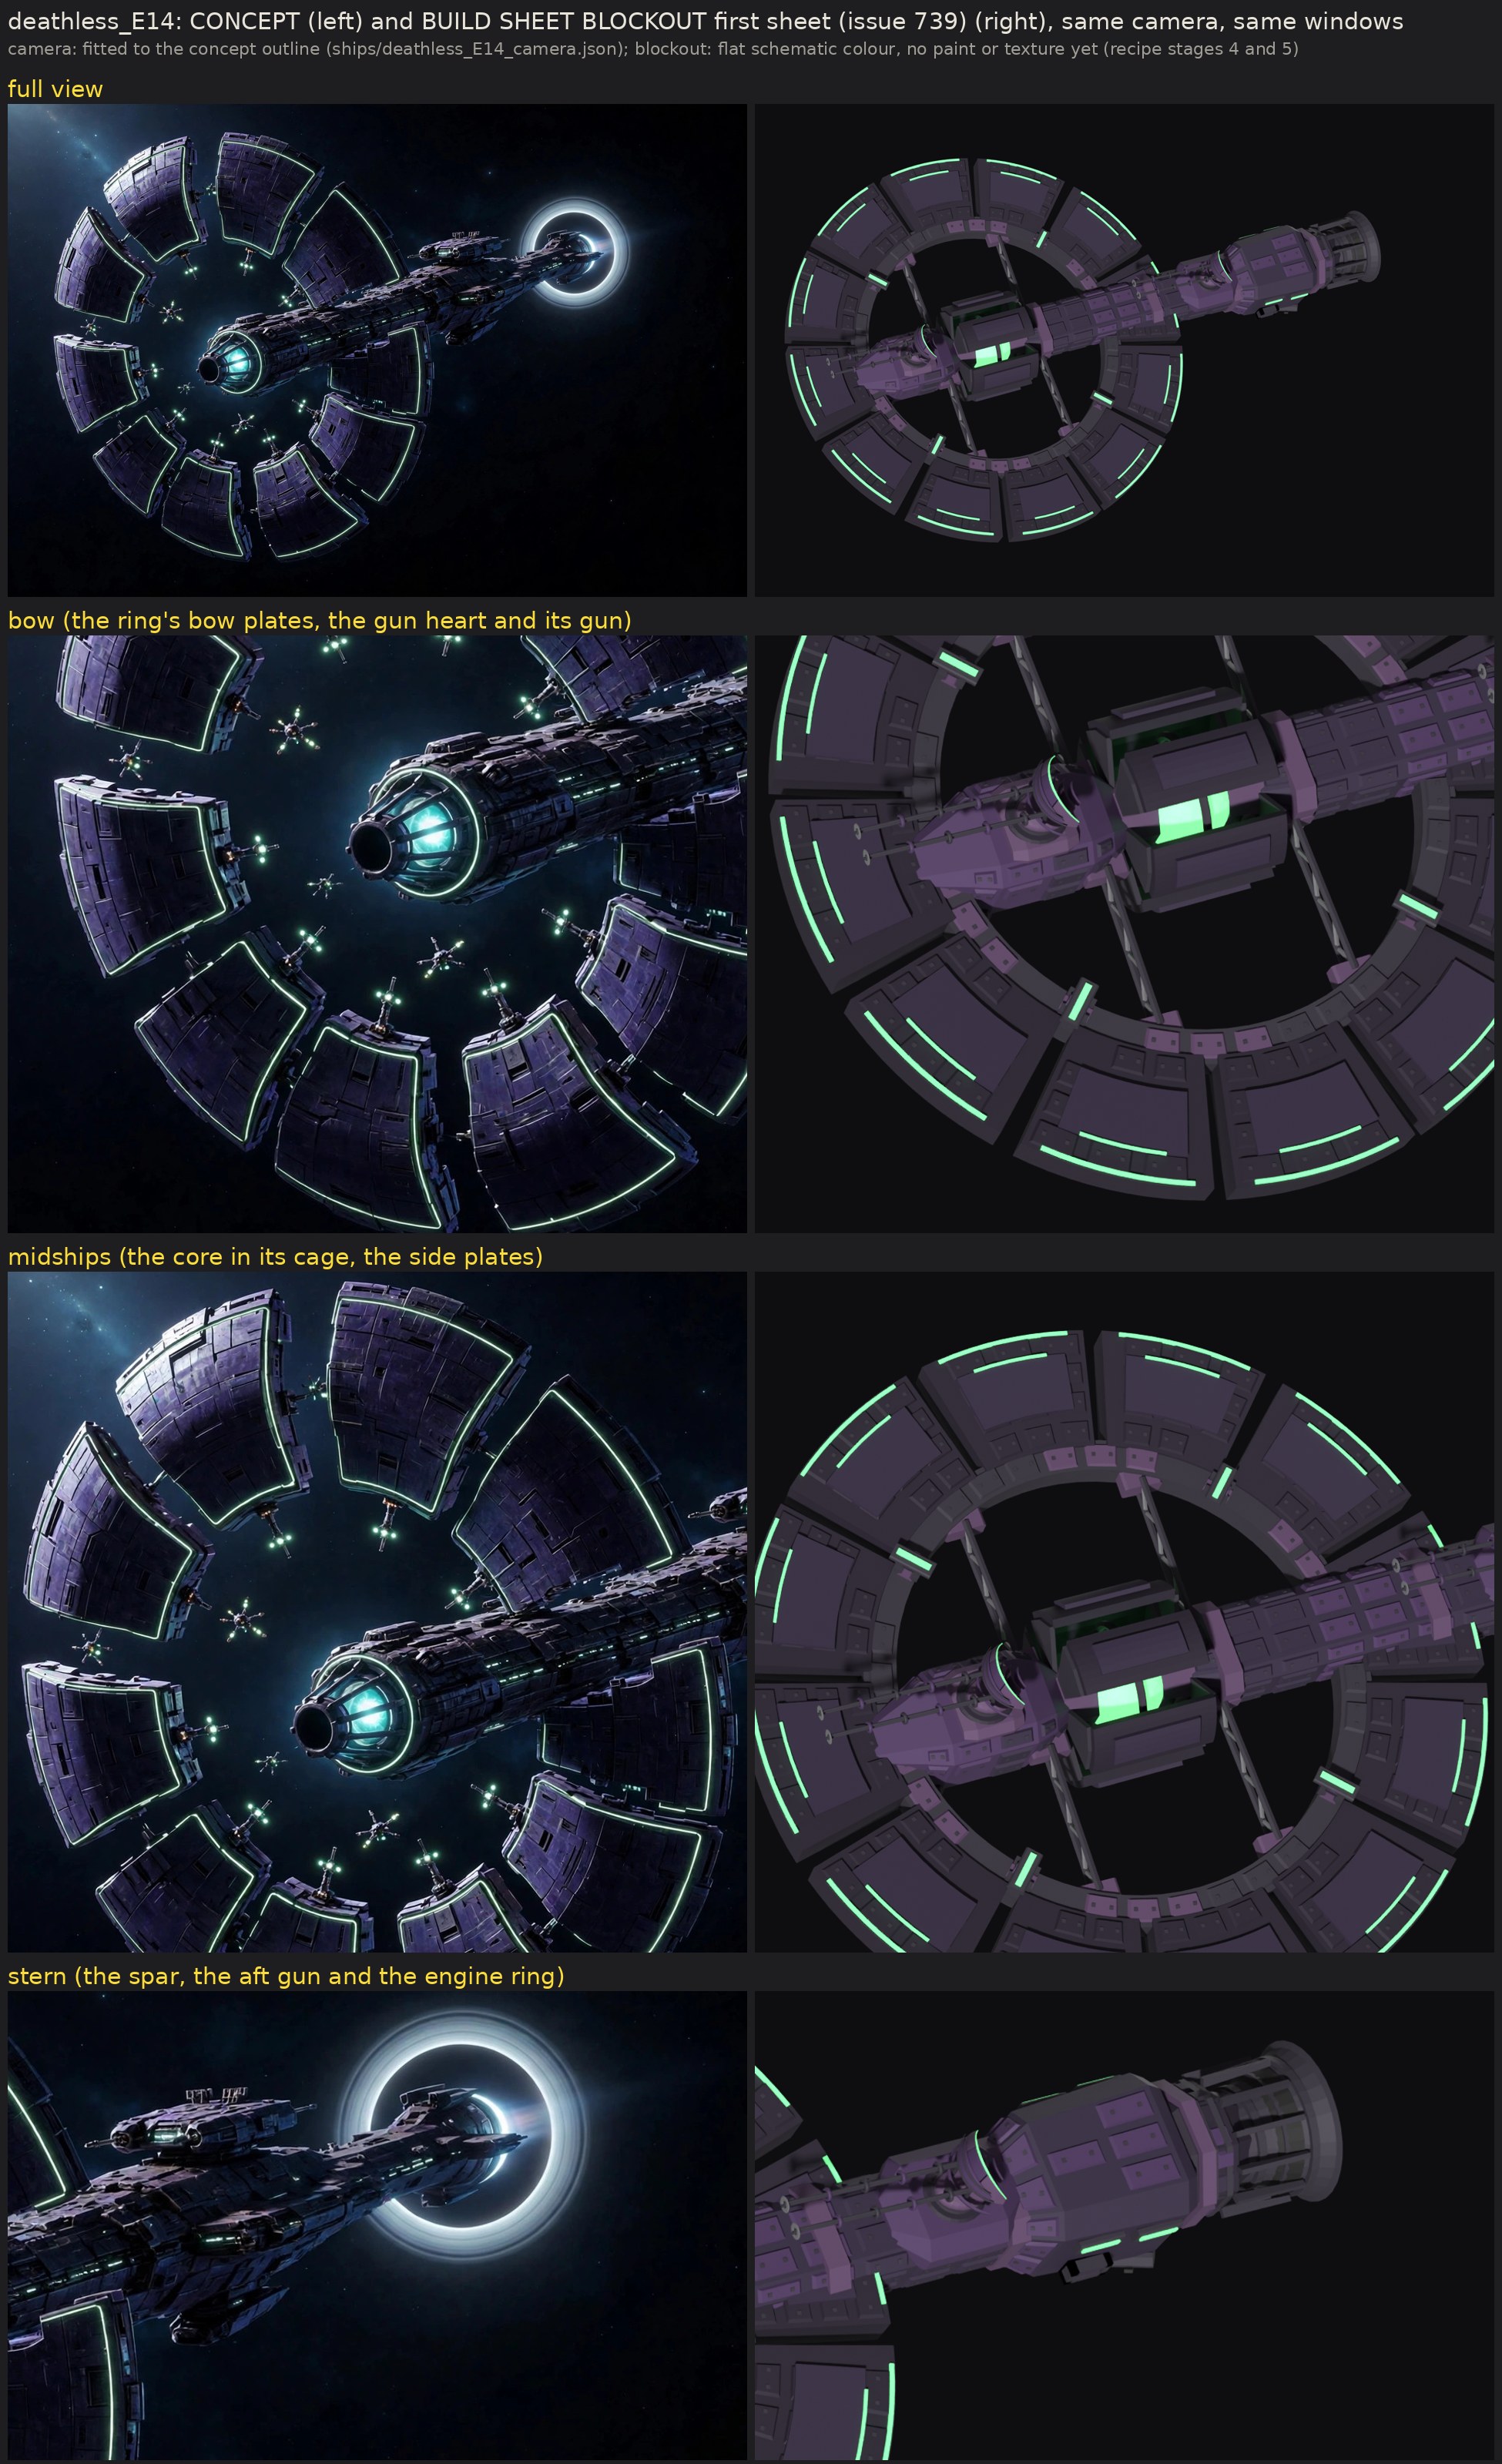 deathless_E14: CONCEPT (left) and BUILD SHEET BLOCKOUT first sheet (issue 739) (right), same camera, same windows
camera: fitted to the concept outline (ships/deathless_E14_camera.json); blockout: flat schematic colour, no paint or texture yet (recipe stages 4 and 5)
full view
bow (the ring's bow plates, the gun heart and its gun)
midships (the core in its cage, the side plates)
stern (the spar, the aft gun and the engine ring)